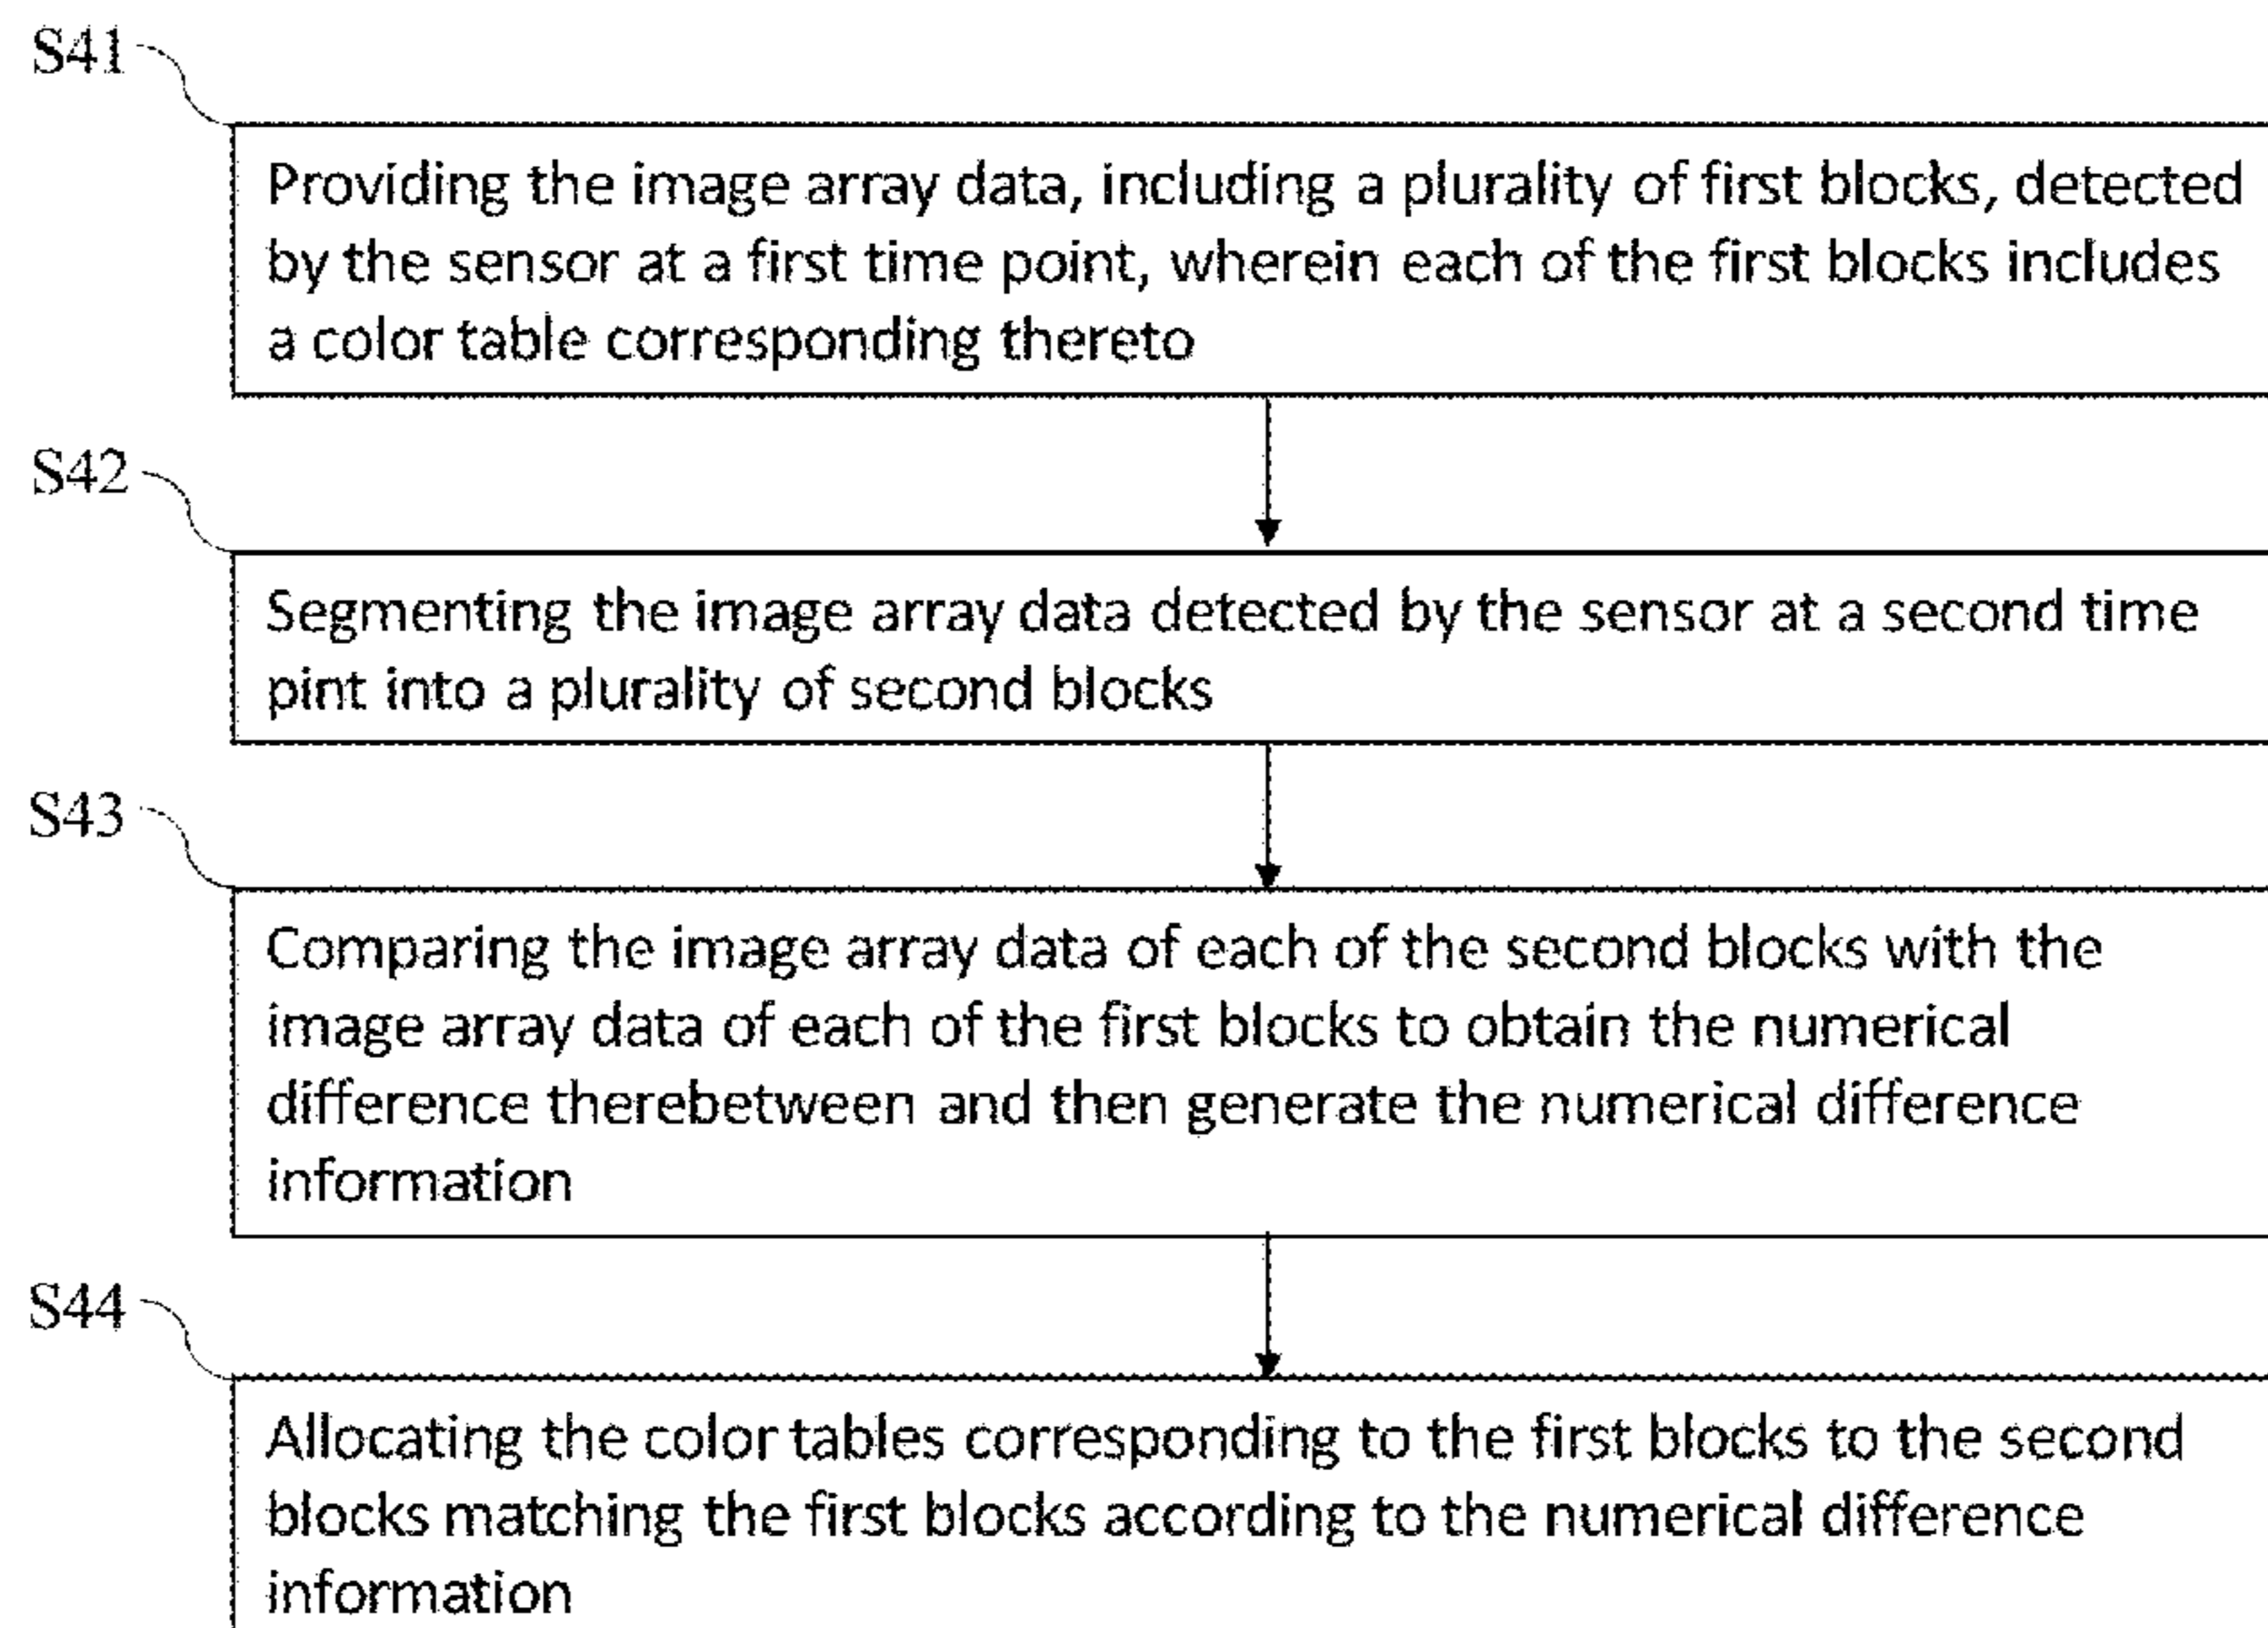 S41
Providing the image array data, including a plurality of first blocks, detected
by the sensor at a first time point, wherein each of the first blocks includes
a color table corresponding thereto
S42
Segmenting the image array data detected by the sensor at a second time
pint into a plurality of second blocks
S43
Comparing the image array data of each of the second blocks with the
image array data of each of the first blocks to obtain the numerical
difference therebetween and then generate the numerical difference
information
S44
Allocating the color tables corresponding to the first blocks to the second
blocks matching the first blocks according to the numerical difference
information